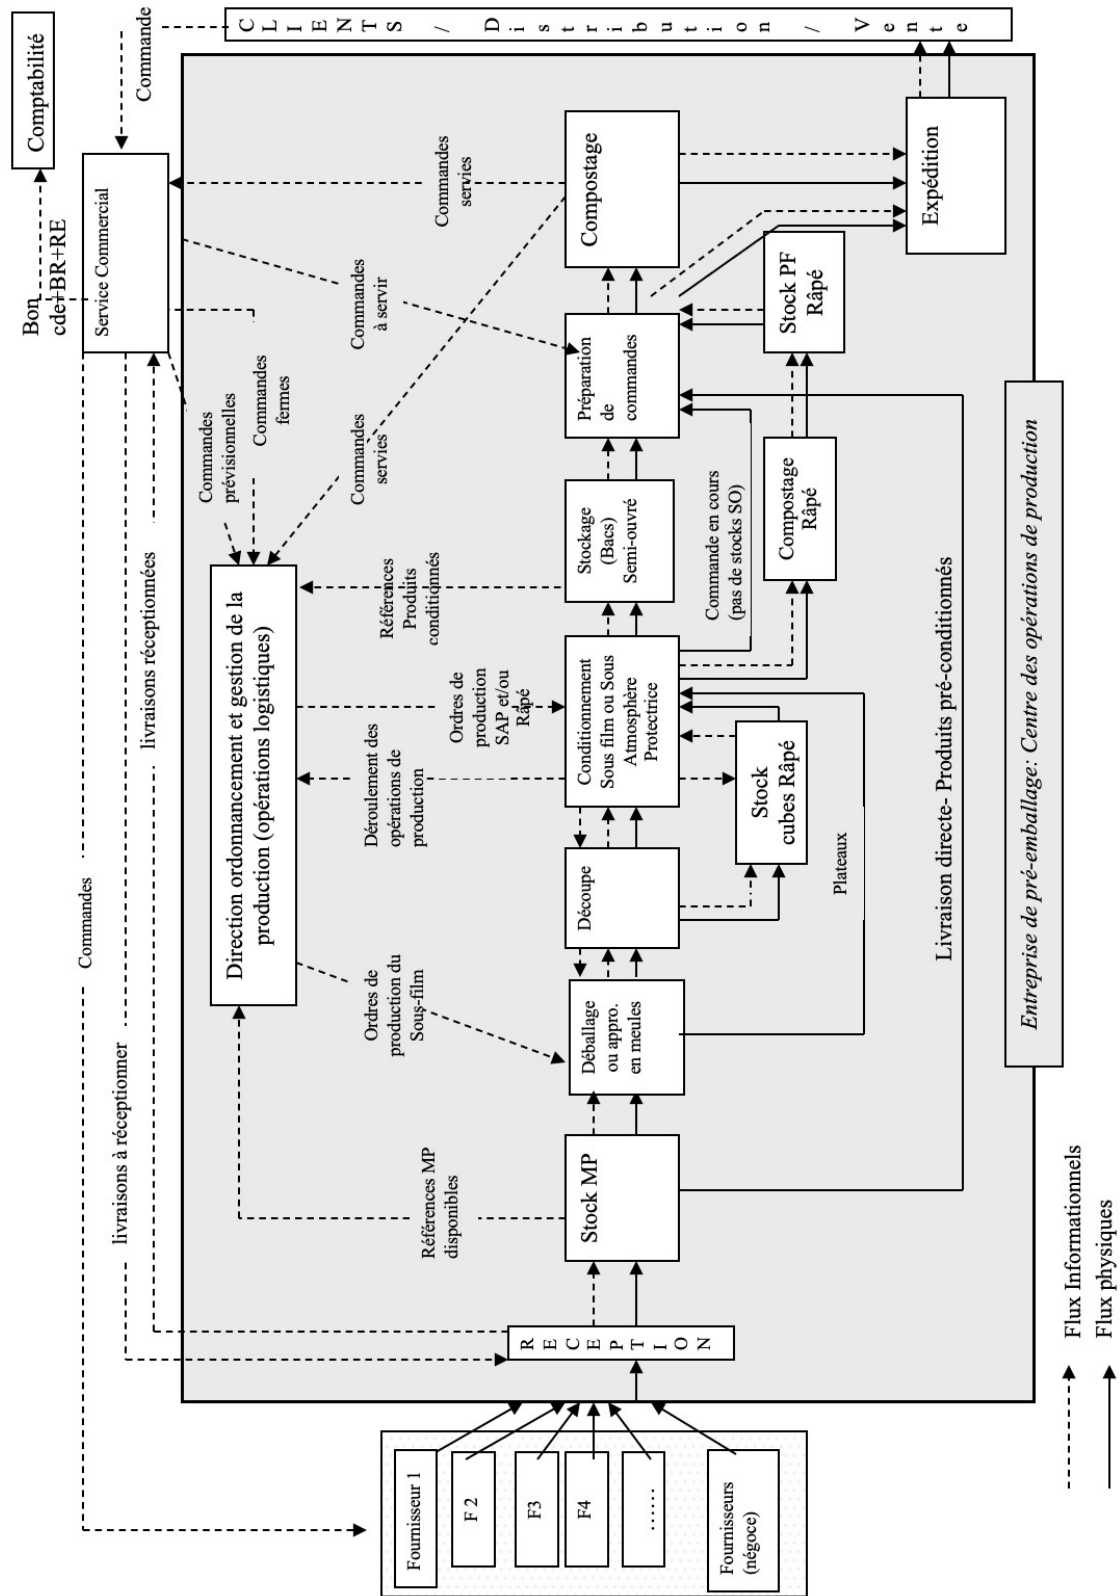 Comptabilité
Bon
cde+BR+RE
Commande
Service Commercial
CLIENTS / Distribution / Vente
Commandes
livraisons à réceptionner
livraisons réceptionnées
Commandes
prévisionnelles
Commandes
fermes
Commandes
à servir
Commandes
servies
Commandes
servies
Direction ordonnancement et gestion de la
production (opérations logistiques)
Références MP
disponibles
Ordres de
production du
Sous-film
Déroulement des
opérations de
production
Ordres de
production
SAP et/ou
Râpé
Références
Produits
conditionnés
Fournisseur 1
F 2
F3
F4
......
Fournisseurs
(négoce)
RECEPTION
Stock MP
Déballage
ou appro.
en meules
Découpe
Conditionnement
Sous film ou Sous
Atmosphère
Protectrice
Stockage
(Bacs)
Semi-ouvré
Préparation
de
commandes
Compostage
Stock
cubes Râpé
Commande en cours
(pas de stocks SO)
Compostage
Râpé
Stock PF
Râpé
Expédition
Plateaux
Livraison directe- Produits pré-conditionnés
Entreprise de pré-emballage: Centre des opérations de production
Flux Informationnels
Flux physiques